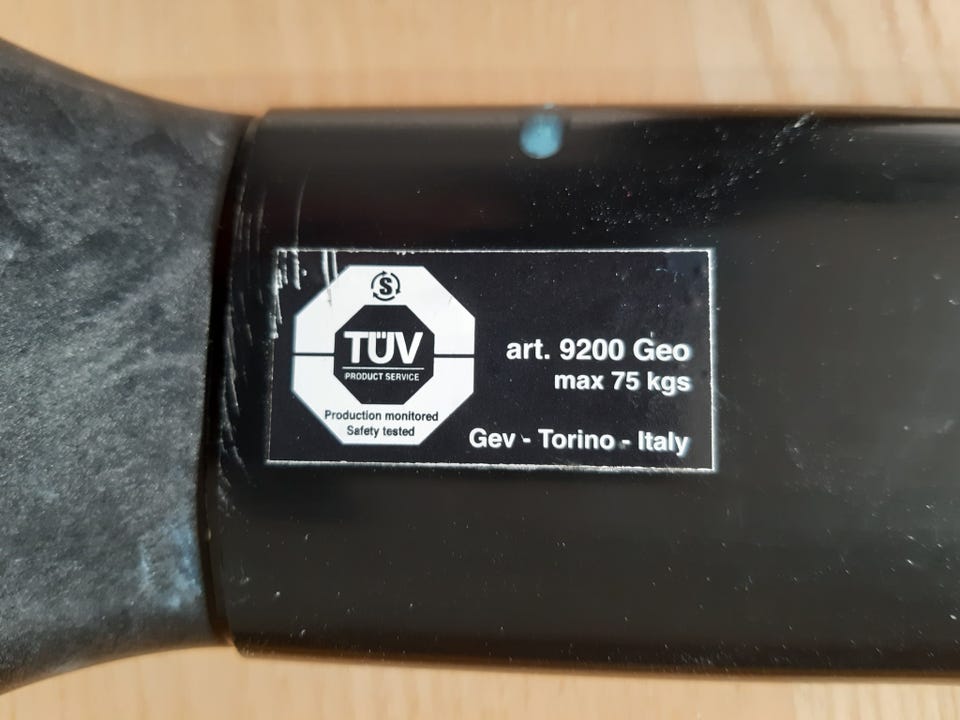 S
TÜV
PRODUCT SERVICE
Production monitored
Safety tested
art. 9200 Geo
max 75 kgs
Gev - Torino - Italy